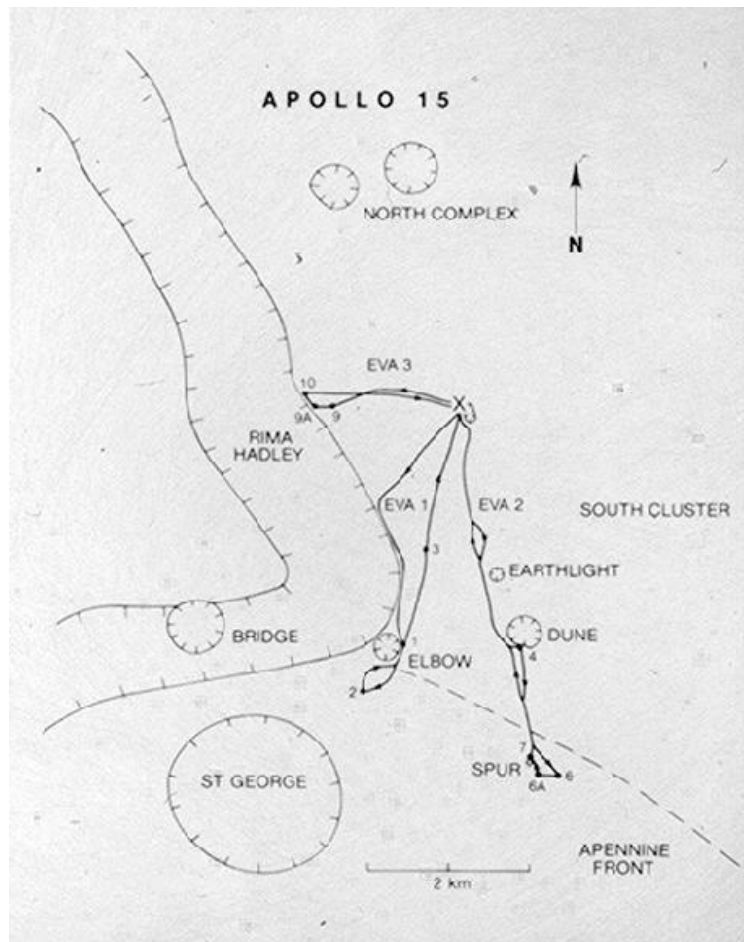 APOLLO 15
NORTH COMPLEX
N
EVA 3
10
9A
9
X
RIMA
HADLEY
EVA 1
EVA 2
SOUTH CLUSTER
3
EARTHLIGHT
BRIDGE
1
DUNE
ELBOW
4
2
7
SPUR
6
6A
ST GEORGE
APENNINE
FRONT
2 km